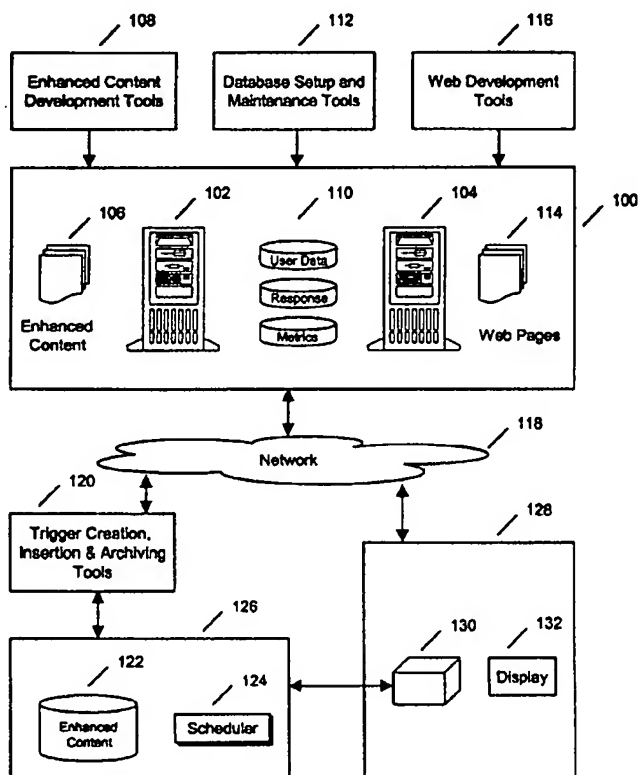 108
112
116
Enhanced Content
Development Tools
Database Setup and
Maintenance Tools
Web Development
Tools
106
102
110
104
114
100
User Data
Response
Metrics
Enhanced
Content
Web Pages
118
Network
120
Trigger Creation,
Insertion & Archiving
Tools
128
126
122
Enhanced
Content
124
Scheduler
130
132
Display